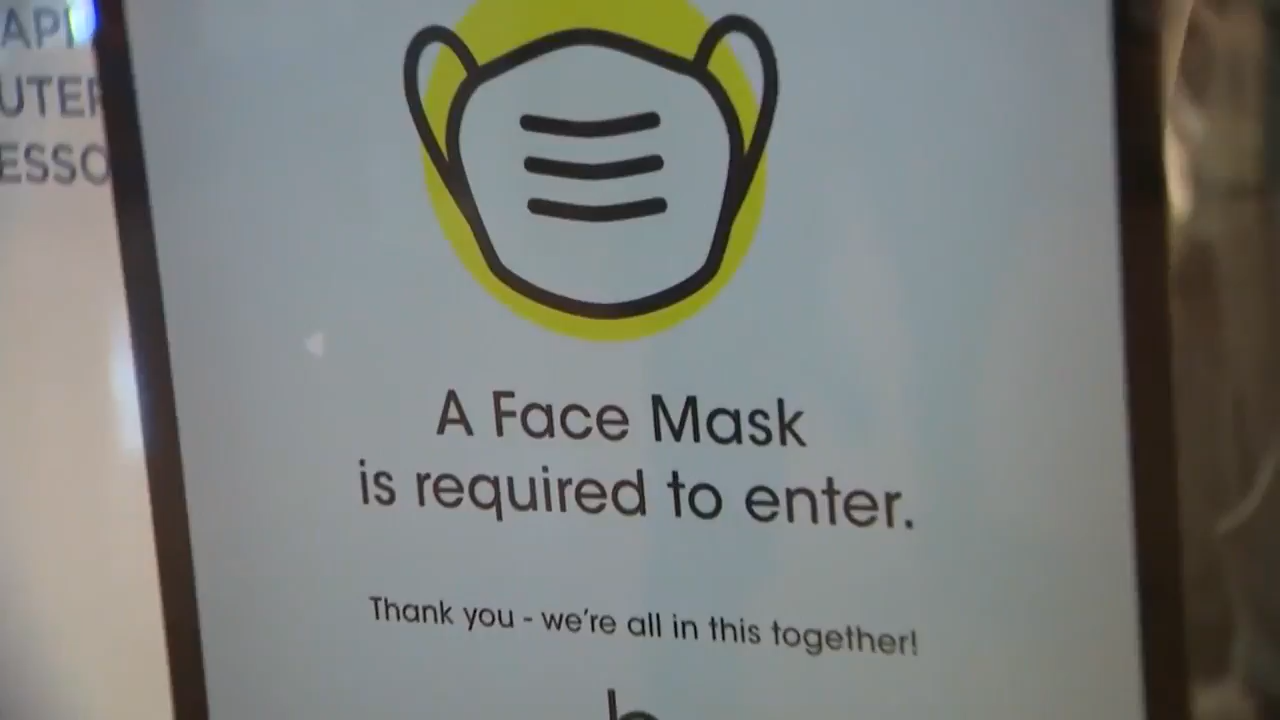 A Face Mask
is required to enter.
Thank you - we're all in this together!